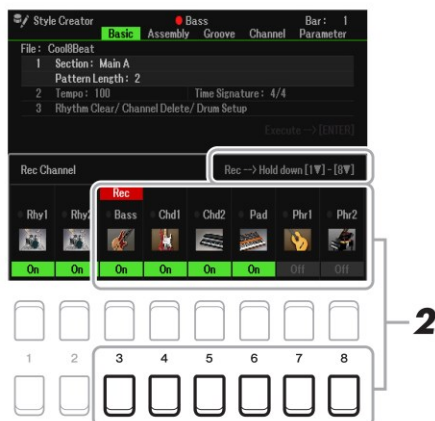 Style Creator Bass Bar: 1
Basic Assembly Groove Channel Parameter
File: Cool8Beat
1 Section: Main A
Pattern Length: 2
2 Tempo: 100 Time Signature: 4/4
3 Rhythm Clear/ Channel Delete/ Drum Setup
Execute-->[ENTER]
Rec Channel Rec --> Hold down [1▼]-[8▼]
Rec
Rhy1 Rhy2 Bass Chd1 Chd2 Pad Phr1 Phr2
On On On On On On Off Off
2
1 2 3 4 5 6 7 8